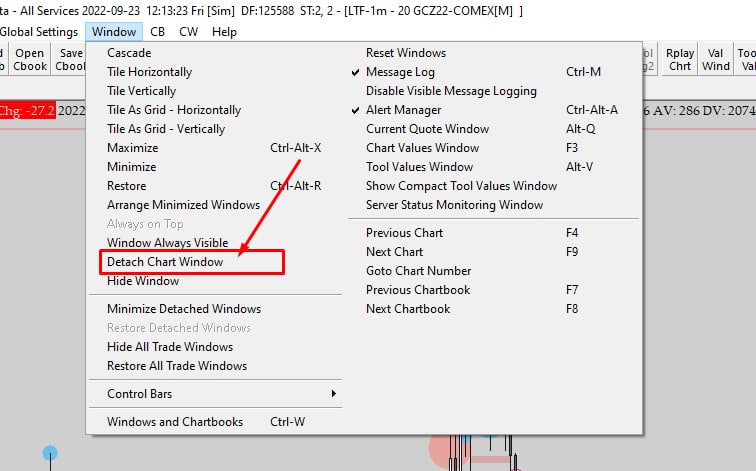 ta - All Services 2022-09-23 12:13:23 Fri [Sim] DF:125588 ST:2, 2 - [LTF-1m - 20 GCZ22-COMEX[M] ]
Global Settings Window CB CW Help
Open Cbook
Save Cbool
Rplay Chrt
Val Wind
Too Val
Chg: -27.2 2022
6 AV: 286 DV: 2074
Cascade
Tile Horizontally
Tile Vertically
Tile As Grid - Horizontally
Tile As Grid - Vertically
Maximize Ctrl-Alt-X
Minimize
Restore Ctrl-Alt-R
Arrange Minimized Windows
Always on Top
Window Always Visible
Detach Chart Window
Hide Window
Minimize Detached Windows
Restore Detached Windows
Hide All Trade Windows
Restore All Trade Windows
Control Bars
Windows and Chartbooks Ctrl-W
Reset Windows
Message Log Ctrl-M
Disable Visible Message Logging
Alert Manager Ctrl-Alt-A
Current Quote Window Alt-Q
Chart Values Window F3
Tool Values Window Alt-V
Show Compact Tool Values Window
Server Status Monitoring Window
Previous Chart F4
Next Chart F9
Goto Chart Number
Previous Chartbook F7
Next Chartbook F8